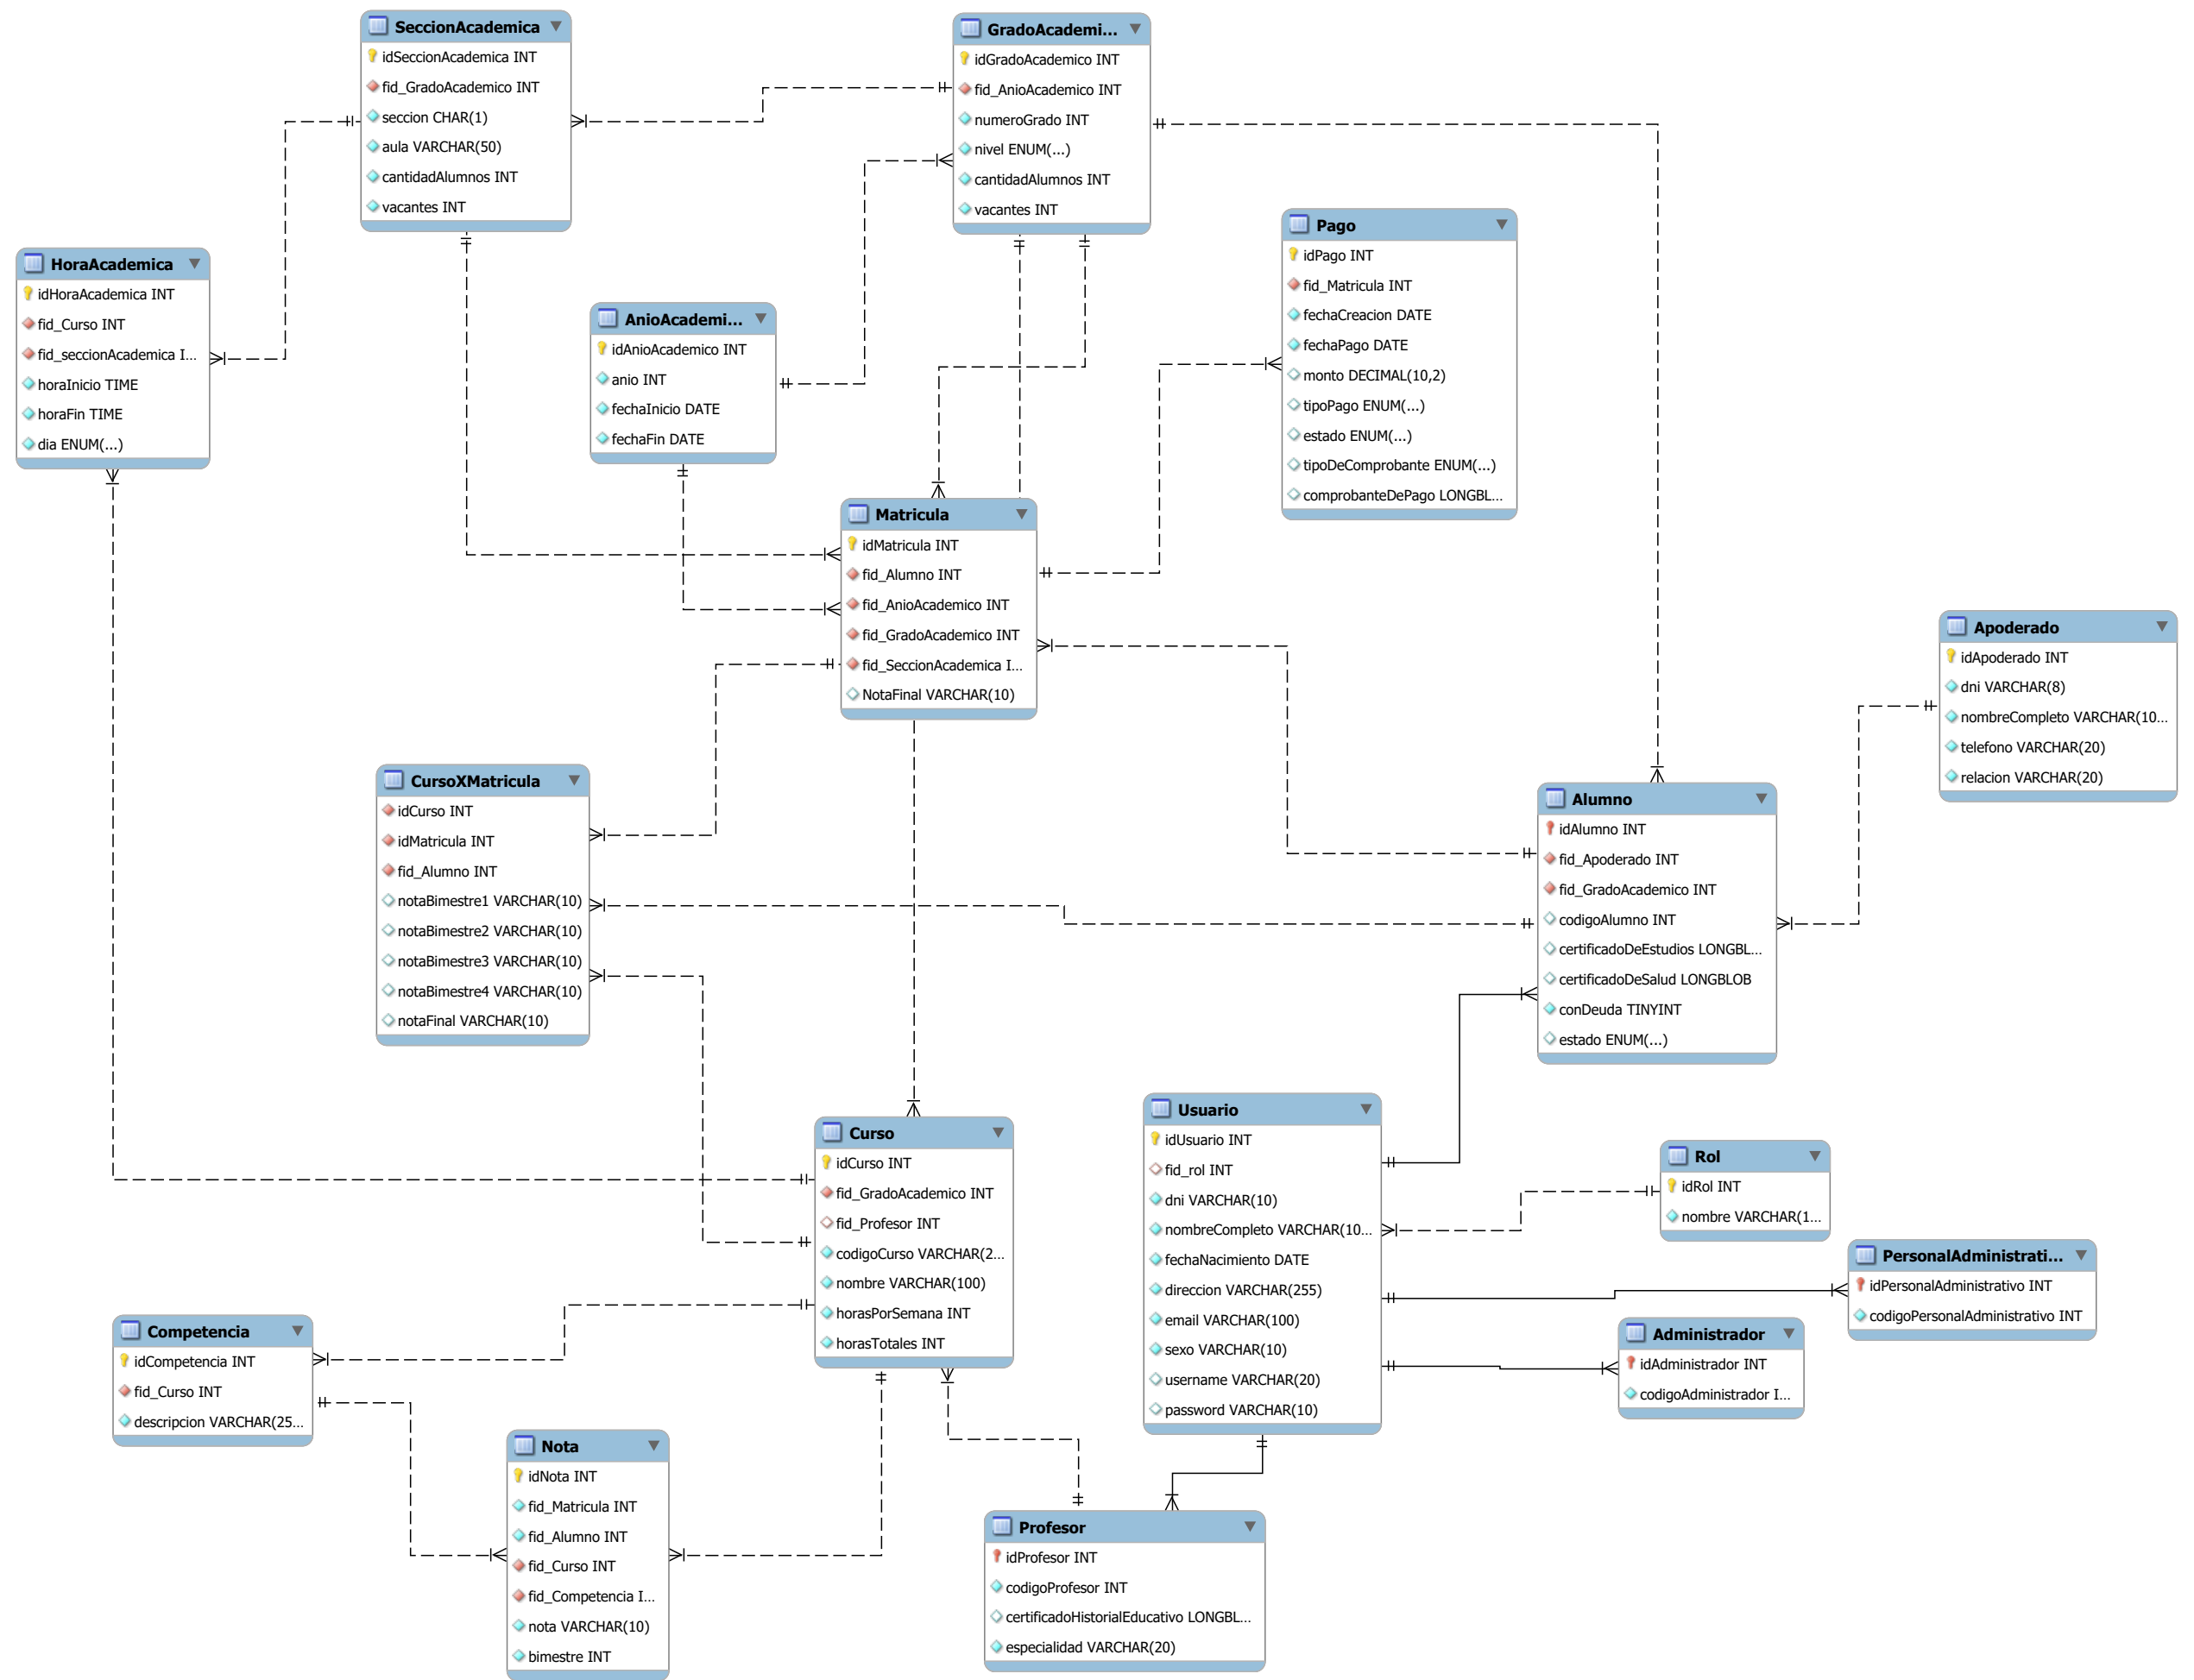 SeccionAcademica
idSeccionAcademica INT
fid_GradoAcademico INT
seccion CHAR(1)
aula VARCHAR(50)
cantidadAlumnos INT
vacantes INT
GradoAcademi...
idGradoAcademico INT
fid_AnioAcademico INT
numeroGrado INT
nivel ENUM(...)
cantidadAlumnos INT
vacantes INT
Pago
idPago INT
fid_Matricula INT
fechaCreacion DATE
fechaPago DATE
monto DECIMAL(10,2)
tipoPago ENUM(...)
estado ENUM(...)
tipoDeComprobante ENUM(...)
comprobanteDePago LONGBL...
HoraAcademica
idHoraAcademica INT
fid_Curso INT
fid_seccionAcademica I...
horaInicio TIME
horaFin TIME
dia ENUM(...)
AnioAcademi...
idAnioAcademico INT
anio INT
fechaInicio DATE
fechaFin DATE
Matricula
idMatricula INT
fid_Alumno INT
fid_AnioAcademico INT
fid_GradoAcademico INT
fid_SeccionAcademica I...
NotaFinal VARCHAR(10)
Apoderado
idApoderado INT
dni VARCHAR(8)
nombreCompleto VARCHAR(10...
telefono VARCHAR(20)
relacion VARCHAR(20)
CursoXMatricula
idCurso INT
idMatricula INT
fid_Alumno INT
notaBimestre1 VARCHAR(10)
notaBimestre2 VARCHAR(10)
notaBimestre3 VARCHAR(10)
notaBimestre4 VARCHAR(10)
notaFinal VARCHAR(10)
Alumno
idAlumno INT
fid_Apoderado INT
fid_GradoAcademico INT
codigoAlumno INT
certificadoDeEstudios LONGBL...
certificadoDeSalud LONGBLOB
conDeuda TINYINT
estado ENUM(...)
Curso
idCurso INT
fid_GradoAcademico INT
fid_Profesor INT
codigoCurso VARCHAR(2...
nombre VARCHAR(100)
horasPorSemana INT
horasTotales INT
Usuario
idUsuario INT
fid_rol INT
dni VARCHAR(10)
nombreCompleto VARCHAR(10...
fechaNacimiento DATE
direccion VARCHAR(255)
email VARCHAR(100)
sexo VARCHAR(10)
username VARCHAR(20)
password VARCHAR(10)
Rol
idRol INT
nombre VARCHAR(1...
PersonalAdministrati...
idPersonalAdministrativo INT
codigoPersonalAdministrativo INT
Administrador
idAdministrador INT
codigoAdministrador I...
Competencia
idCompetencia INT
fid_Curso INT
descripcion VARCHAR(25...
Nota
idNota INT
fid_Matricula INT
fid_Alumno INT
fid_Curso INT
fid_Competencia I...
nota VARCHAR(10)
bimestre INT
Profesor
idProfesor INT
codigoProfesor INT
certificadoHistorialEducativo LONGBL...
especialidad VARCHAR(20)